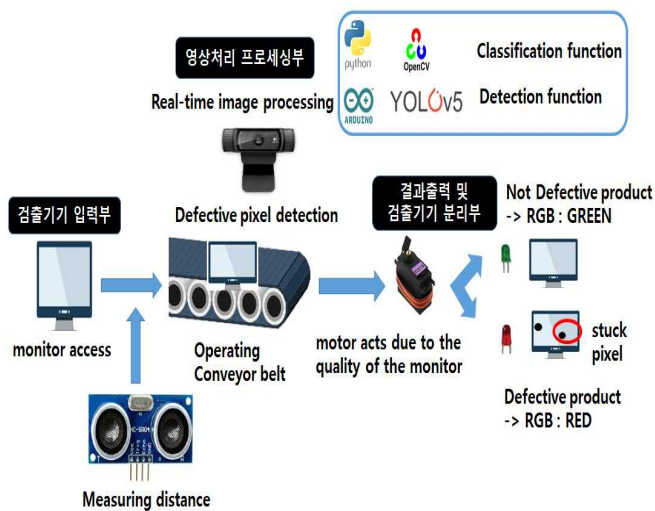 영상처리 프로세싱부
Real-time image processing
python
OpenCV
Classification function
ARDUINO
YOLOv5
Detection function
검출기기 입력부
monitor access
Defective pixel detection
Operating
Conveyor belt
결과출력 및
검출기기 분리부
motor acts due to the
quality of the monitor
Not Defective product
-> RGB : GREEN
stuck
pixel
Defective product
-> RGB : RED
Measuring distance